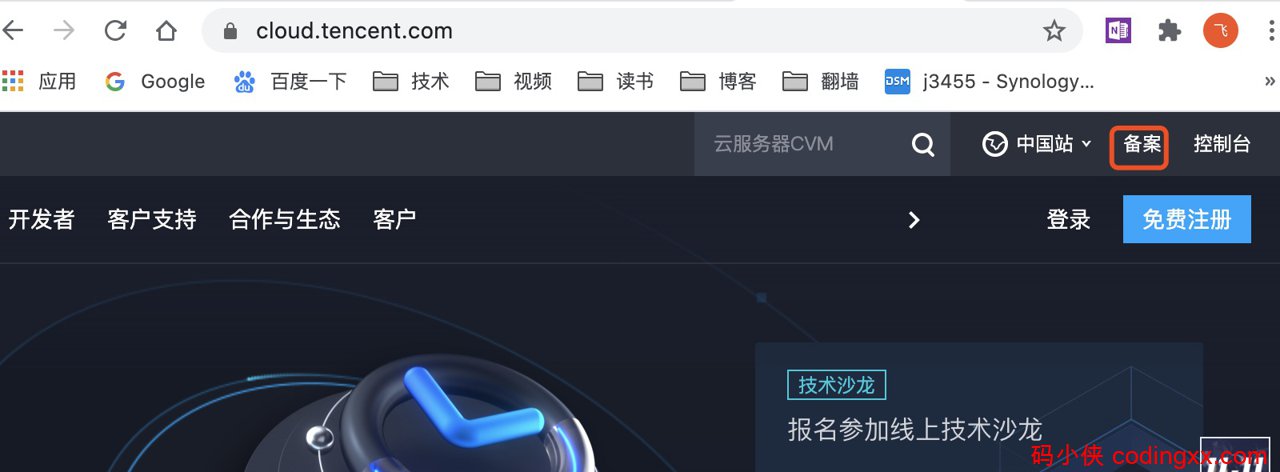 cloud.tencent.com
飞
应用 Google 百度一下 技术 视频 读书 博客 翻墙 DSM j3455 - Synology... »
云服务器CVM 中国站 备案 控制台
开发者 客户支持 合作与生态 客户 登录 免费注册
技术沙龙
报名参加线上技术沙龙
码小侠 codingxx.com